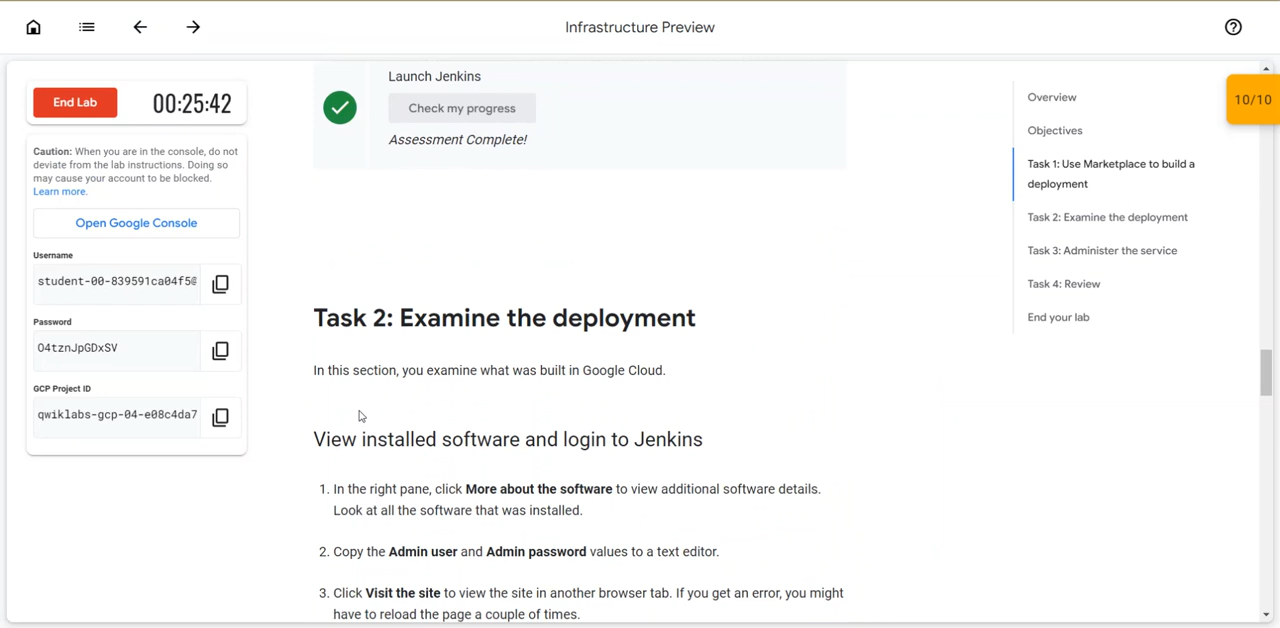 Infrastructure Preview
End Lab
00:25:42
Caution: When you are in the console, do not
deviate from the lab instructions. Doing so
may cause your account to be blocked.
Learn more.
Open Google Console
Username
student-00-839591ca04f5@
Password
O4tznJpGDxSV
GCP Project ID
qwiklabs-gcp-04-e08c4da7
Launch Jenkins
Check my progress
Assessment Complete!
Task 2: Examine the deployment
In this section, you examine what was built in Google Cloud.
View installed software and login to Jenkins
1. In the right pane, click More about the software to view additional software details.
Look at all the software that was installed.
2. Copy the Admin user and Admin password values to a text editor.
3. Click Visit the site to view the site in another browser tab. If you get an error, you might
have to reload the page a couple of times.
Overview
Objectives
Task 1: Use Marketplace to build a
deployment
Task 2: Examine the deployment
Task 3: Administer the service
Task 4: Review
End your lab
10/10